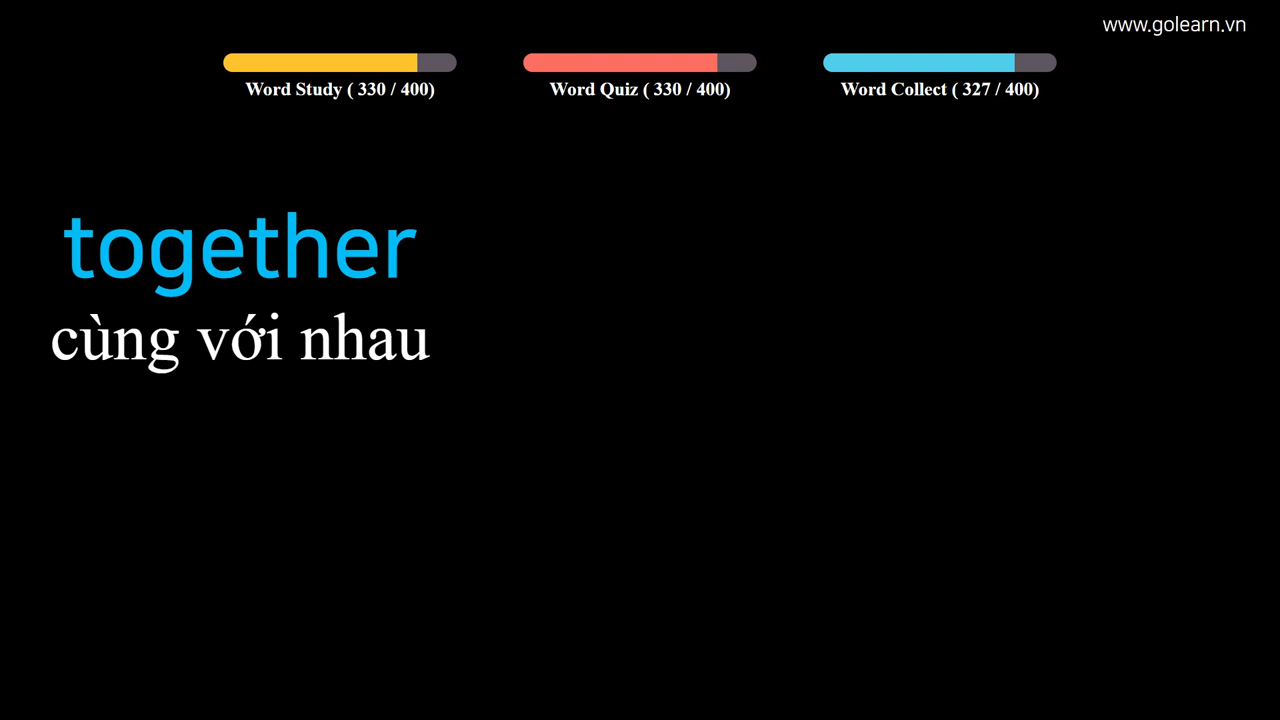 www.golearn.vn
Word Study ( 330 / 400)
Word Quiz ( 330 / 400)
Word Collect ( 327 / 400)
together
cùng với nhau